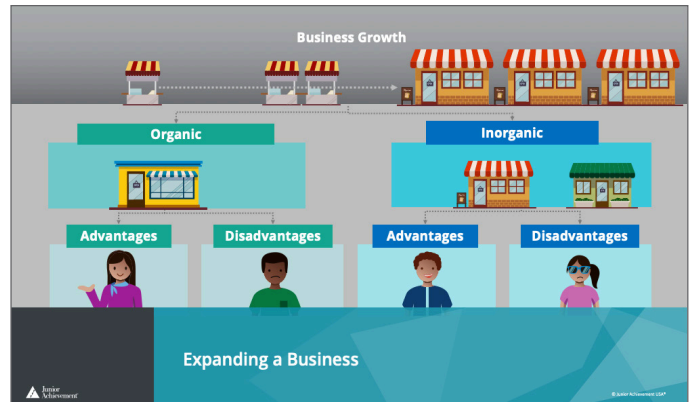 Business Growth
Organic
Inorganic
Advantages
Disadvantages
Advantages
Disadvantages
Expanding a Business
Junior
Achievement
© Junior Achievement USA®